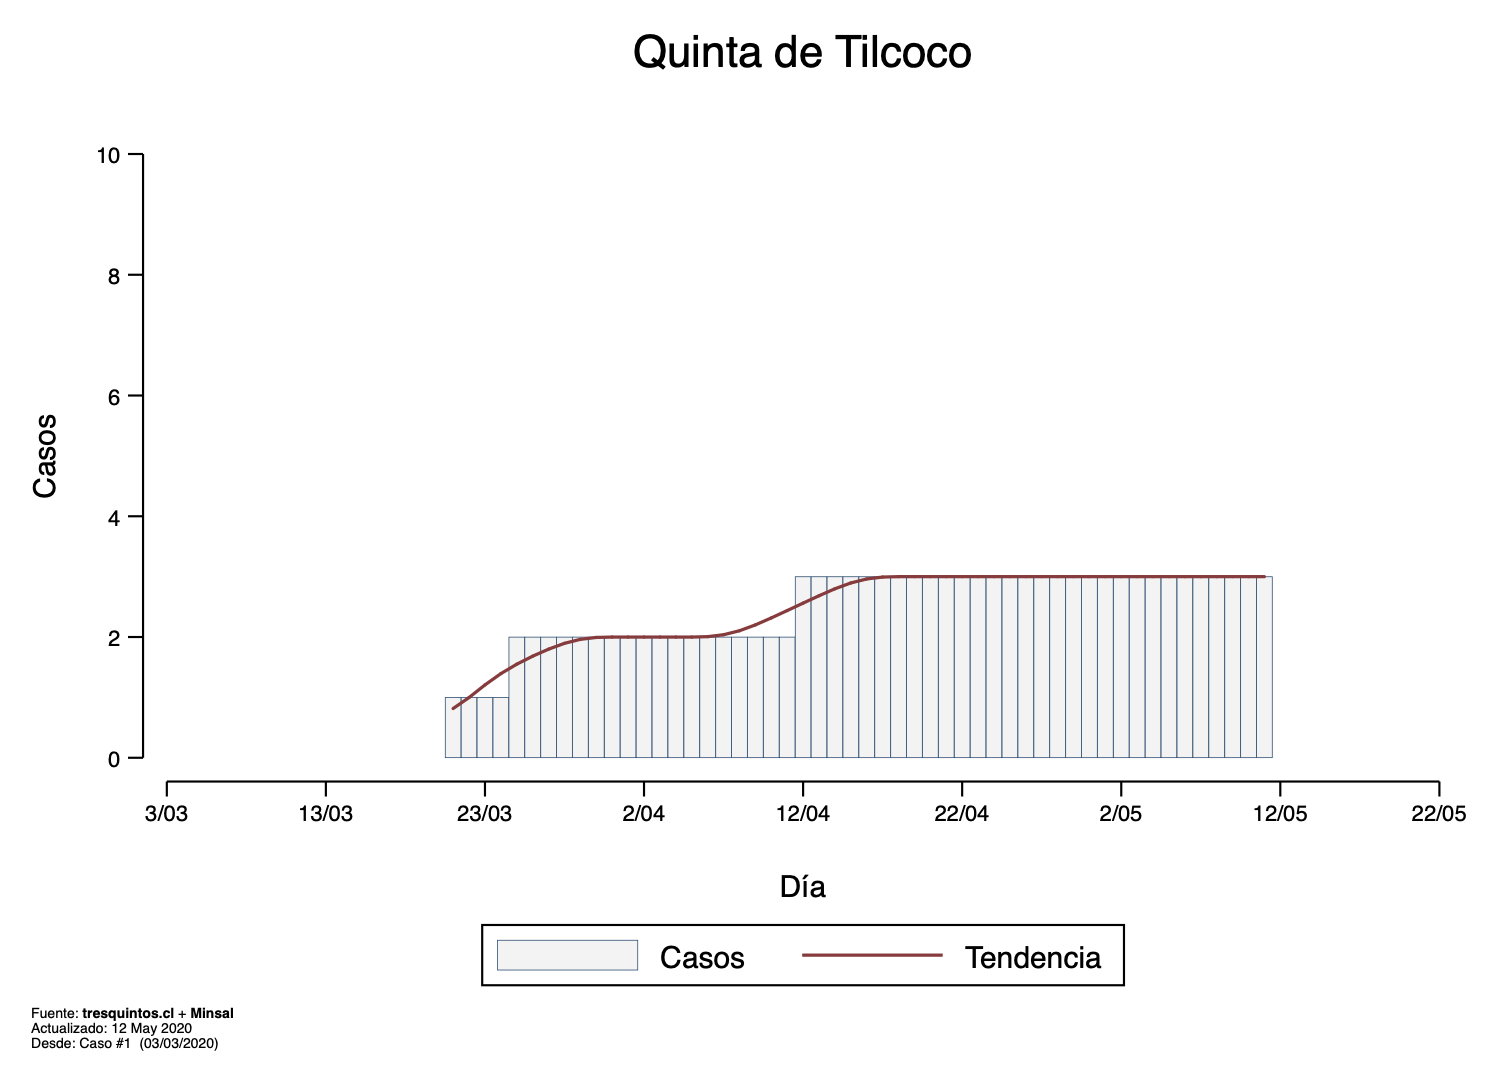 Quinta de Tilcoco
10
8
6
4
2
0
Casos
3/03 13/03 23/03 2/04 12/04 22/04 2/05 12/05 22/05
Día
Casos Tendencia
Fuente: tresquintos.cl + Minsal
Actualizado: 12 May 2020
Desde: Caso #1 (03/03/2020)